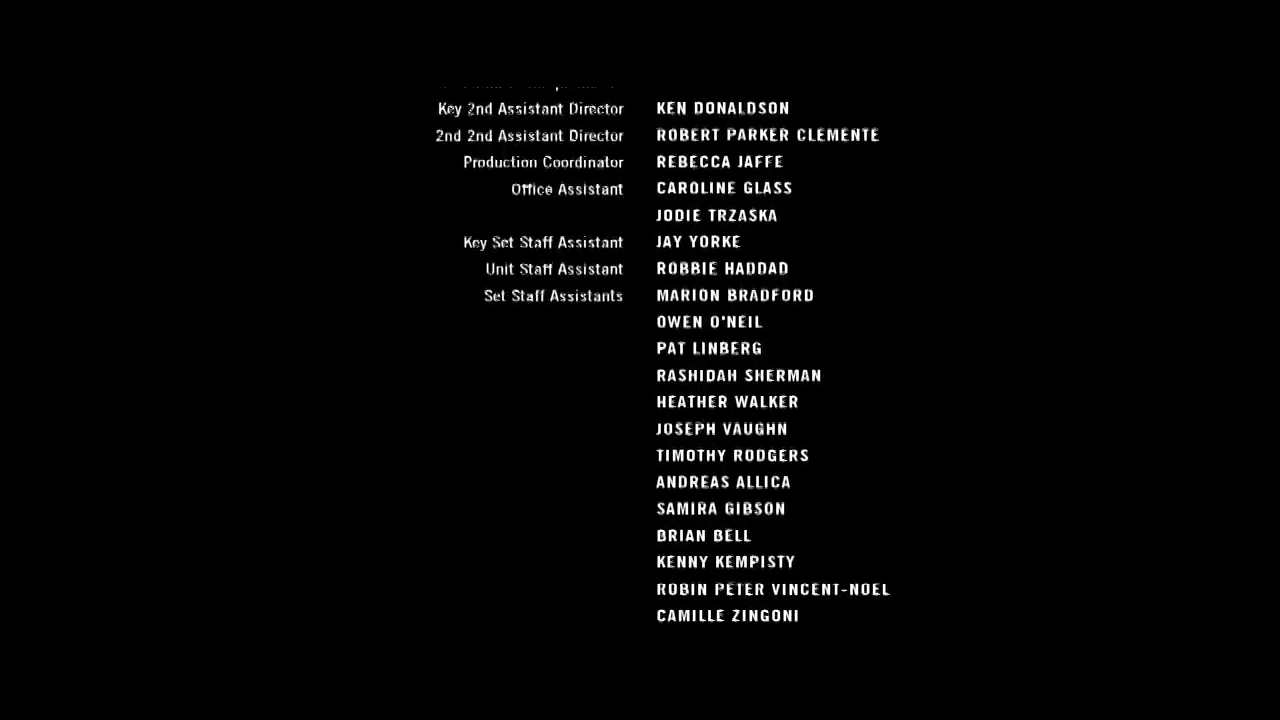 Key 2nd Assistant Director KEN DONALDSON
2nd 2nd Assistant Director ROBERT PARKER CLEMENTE
Production Coordinator REBECCA JAFFE
Office Assistant CAROLINE GLASS
JODIE TRZASKA
Key Set Staff Assistant JAY YORKE
Unit Staff Assistant ROBBIE HADDAD
Set Staff Assistants MARION BRADFORD
OWEN O'NEIL
PAT LINBERG
RASHIDAH SHERMAN
HEATHER WALKER
JOSEPH VAUGHN
TIMOTHY RODGERS
ANDREAS ALLICA
SAMIRA GIBSON
BRIAN BELL
KENNY KEMPISTY
ROBIN PETER VINCENT-NOEL
CAMILLE ZINGONI